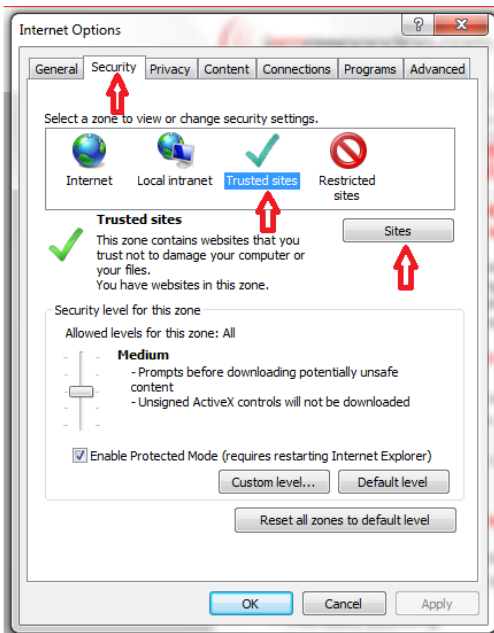 Internet Options
General Security Privacy Content Connections Programs Advanced
Select a zone to view or change security settings.
Internet Local intranet Trusted sites Restricted
sites
Trusted sites
Sites
This zone contains websites that you
trust not to damage your computer or
your files.
You have websites in this zone.
Security level for this zone
Allowed levels for this zone: All
Medium
- Prompts before downloading potentially unsafe
content
- Unsigned ActiveX controls will not be downloaded
Enable Protected Mode (requires restarting Internet Explorer)
Custom level... Default level
Reset all zones to default level
OK Cancel Apply